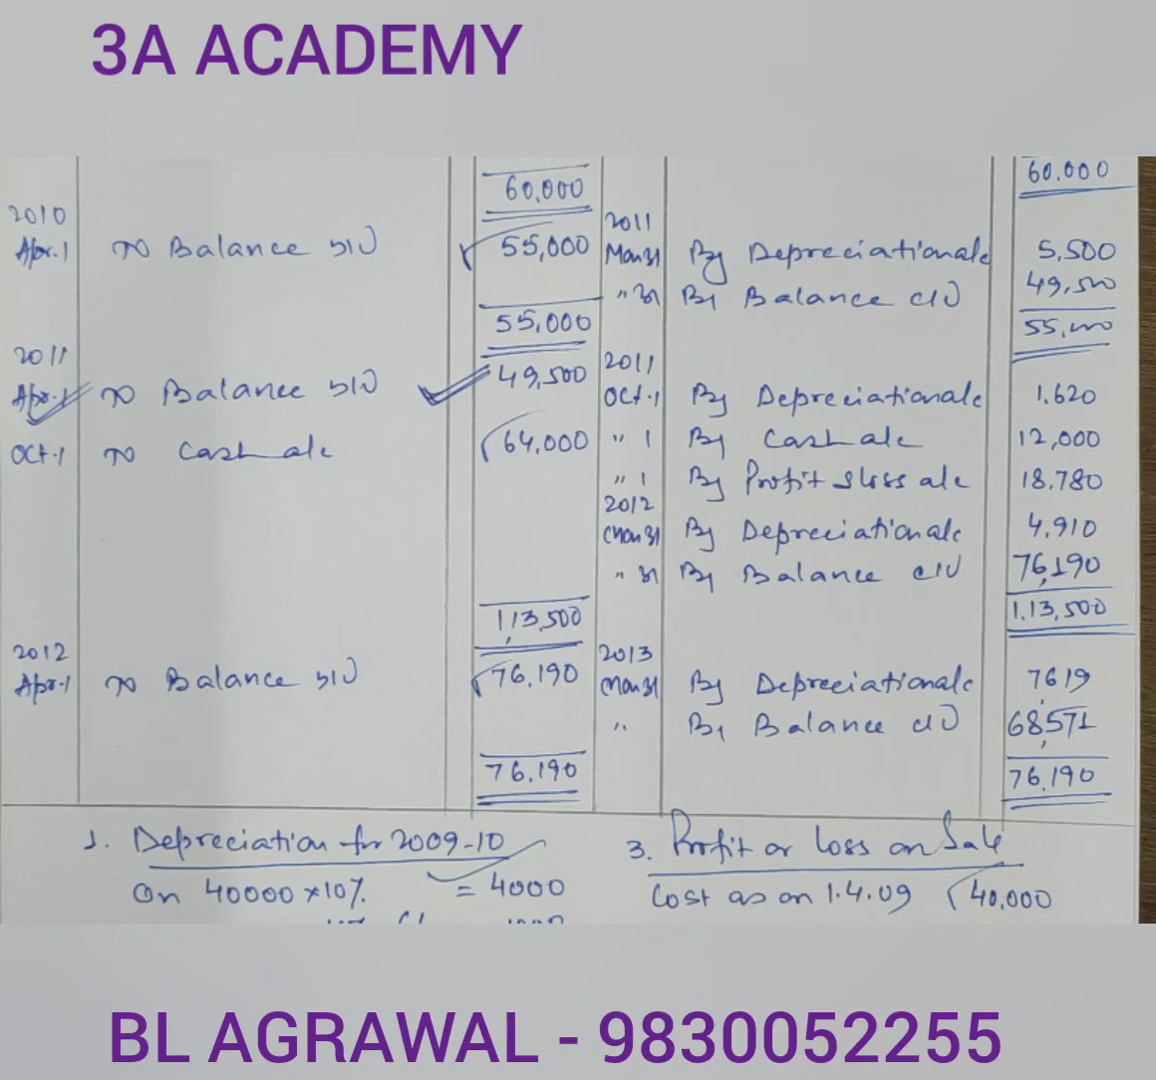 3A ACADEMY
60,000 60.000
2010 2011
Apr.1 To Balance b/d 55,000 Mar 31 By Depreciation a/c 5,500
" 31 By Balance c/d 49,500
55,000 55,000
2011 2011
Apr.1 To Balance b/d 49,500 Oct.1 By Depreciation a/c 1.620
Oct.1 To Cash a/c 64,000 " 1 By Cash a/c 12,000
" 1 By Profit & loss a/c 18.780
2012
Mar 31 By Depreciation a/c 4.910
" 31 By Balance c/d 76,190
1,13,500 1.13,500
2012 2013
Apr.1 To Balance b/d 76,190 Mar 31 By Depreciation a/c 7619
" By Balance c/d 68,571
76,190 76,190
1. Depreciation for 2009-10 3. Profit or loss on Sale
On 40000 x 10% = 4000 Cost as on 1.4.09 40,000
BL AGRAWAL - 9830052255